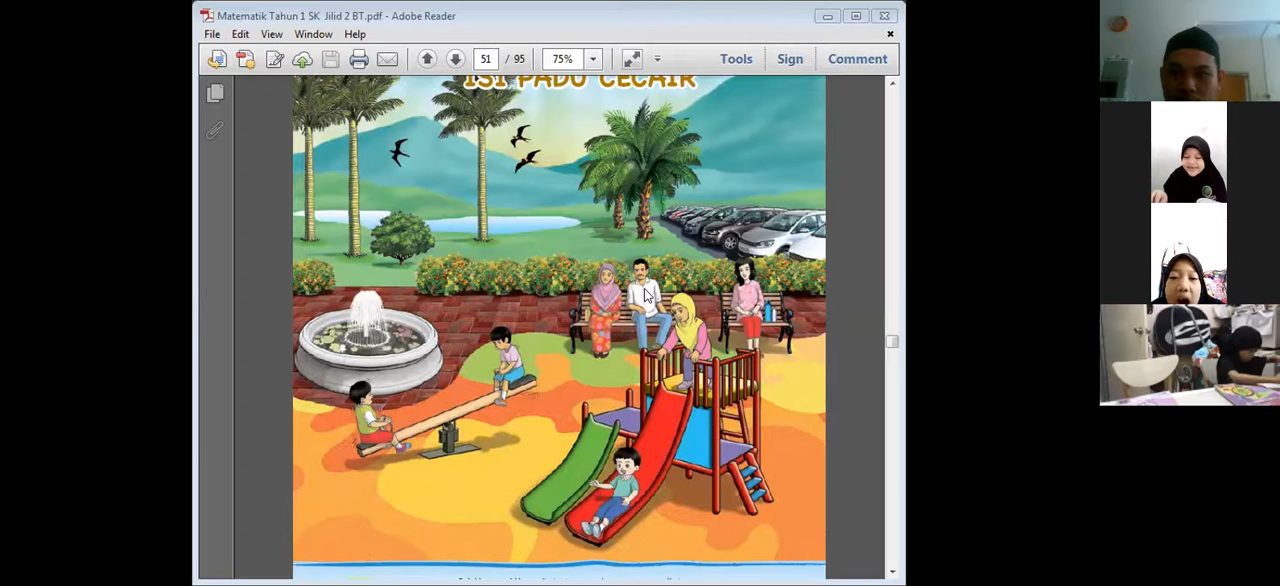 Matematik Tahun 1 SK Jilid 2 BT.pdf - Adobe Reader
File Edit View Window Help
51 / 95 75% Tools Sign Comment
ISI PADU CECAIR